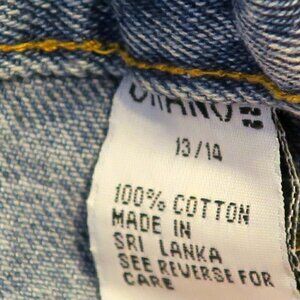 13/14
100% COTTON
MADE IN
SRI LANKA
SEE REVERSE FOR
CARE